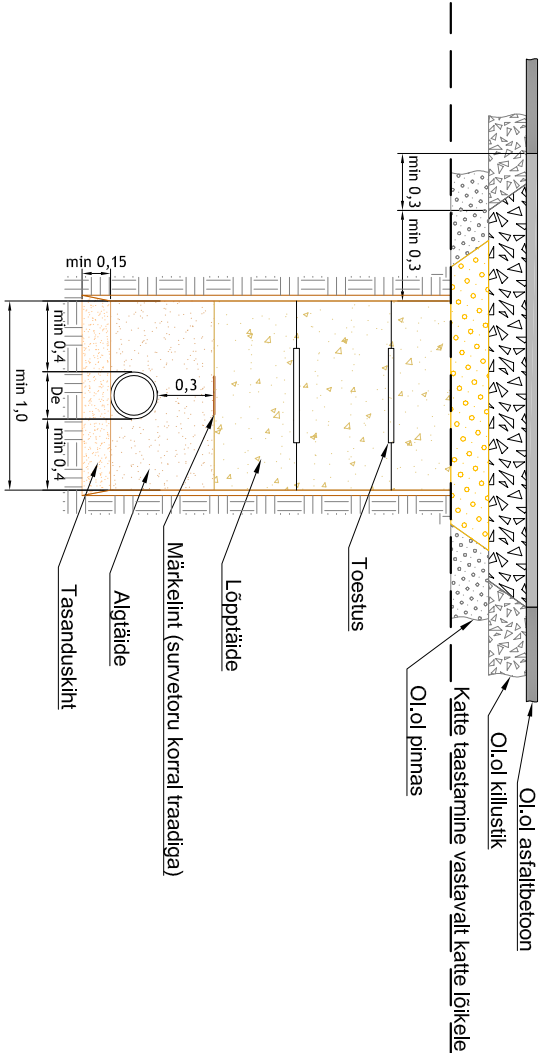 Ol.ol asfaltbetoon
Ol.ol killustik
Katte taastamine vastavalt katte lõikele
Ol.ol pinnas
Toestus
Lõpptäide
Märkelint (survetoru korral traadiga)
Algtäide
Tasanduskiht
min 0,3
min 0,3
0,3
min 0,15
min 0,4
De
min 0,4
min 1,0